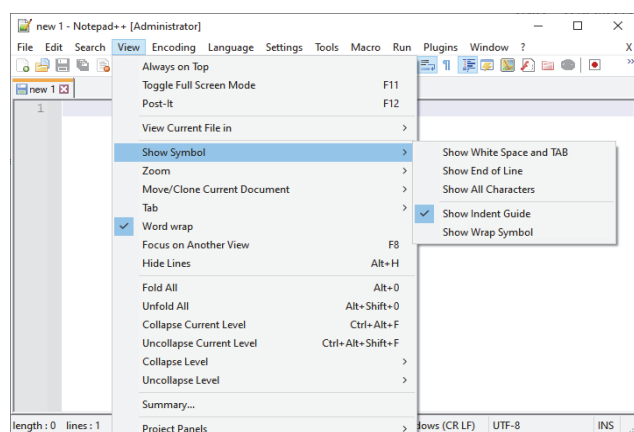 new 1 - Notepad++ [Administrator]
File Edit Search View Encoding Language Settings Tools Macro Run Plugins Window ? X
new 1
1
Always on Top
Toggle Full Screen Mode F11
Post-It F12
View Current File in
Show Symbol
Zoom
Move/Clone Current Document
Tab
Word wrap
Focus on Another View F8
Hide Lines Alt+H
Fold All Alt+0
Unfold All Alt+Shift+0
Collapse Current Level Ctrl+Alt+F
Uncollapse Current Level Ctrl+Alt+Shift+F
Collapse Level
Uncollapse Level
Summary...
Project Panels
Show White Space and TAB
Show End of Line
Show All Characters
Show Indent Guide
Show Wrap Symbol
length : 0 lines : 1 dows (CR LF) UTF-8 INS